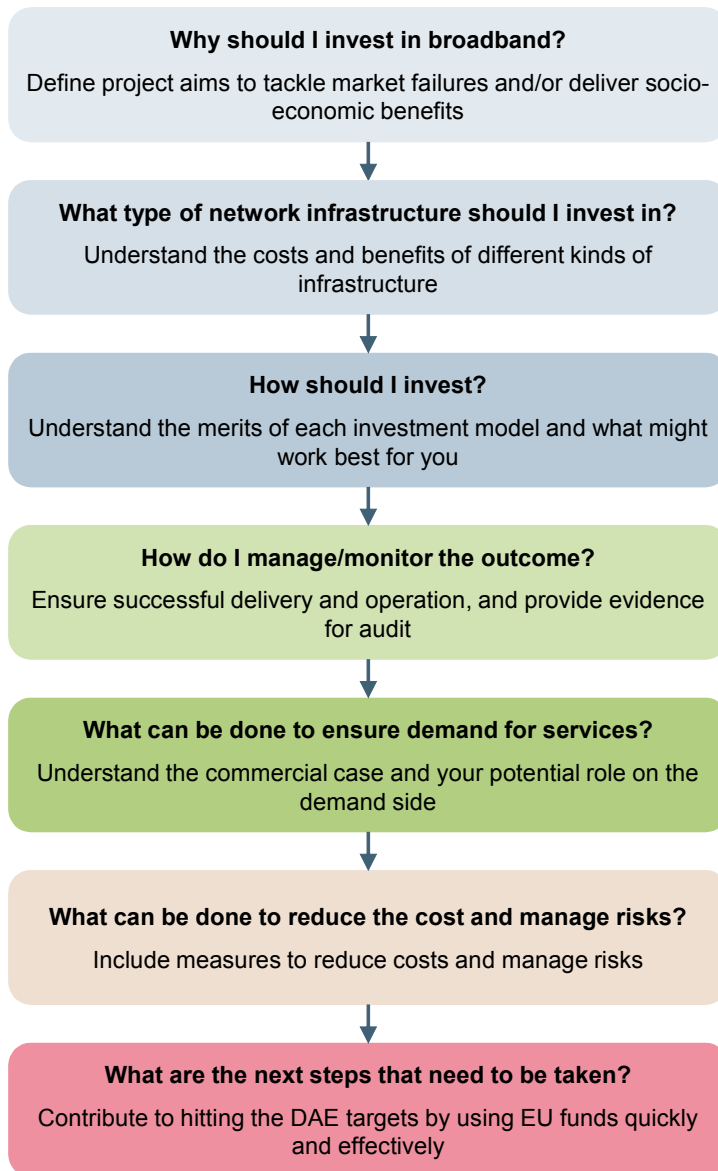 Why should I invest in broadband?
Define project aims to tackle market failures and/or deliver socio-
economic benefits
What type of network infrastructure should I invest in?
Understand the costs and benefits of different kinds of
infrastructure
How should I invest?
Understand the merits of each investment model and what might
work best for you
How do I manage/monitor the outcome?
Ensure successful delivery and operation, and provide evidence
for audit
What can be done to ensure demand for services?
Understand the commercial case and your potential role on the
demand side
What can be done to reduce the cost and manage risks?
Include measures to reduce costs and manage risks
What are the next steps that need to be taken?
Contribute to hitting the DAE targets by using EU funds quickly
and effectively